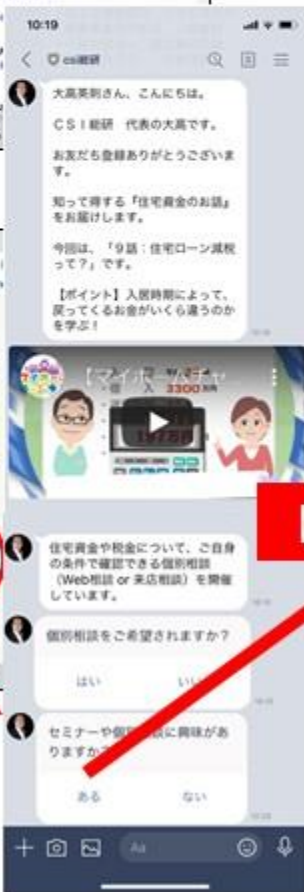 10:19
csi総研
大高英則さん、こんにちは。
CSI総研 代表の大高です。
お友だち登録ありがとうございま
す。
知って得する『住宅資金のお話』
をお届けします。
今回は、「9話：住宅ローン減税
って？」です。
【ポイント】入居時期によって、
戻ってくるお金がいくら違うのか
を学ぶ！
3300
住宅資金や税金について、ご自身
の条件で確認できる個別相談
（Web相談 or 来店相談）を開催
しています。
個別相談をご希望されますか？
はい
セミナーや個 談に興味があ
りますか
ある ない
Aa